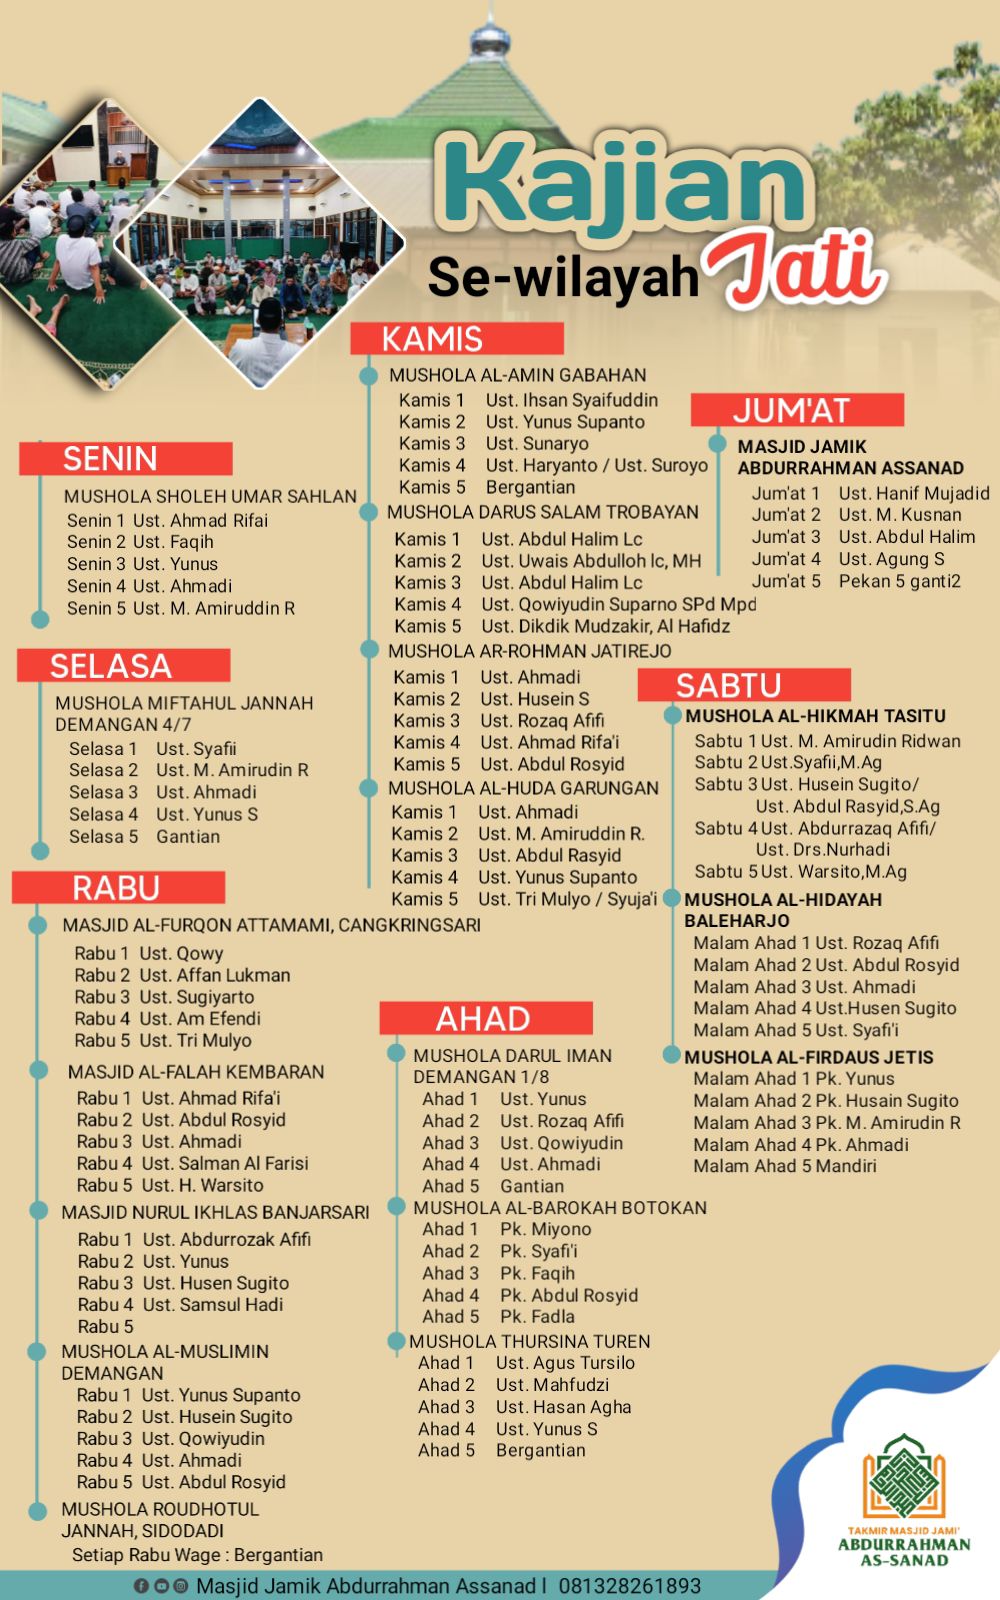 Kajian
Se-wilayah Jati
SENIN
MUSHOLA SHOLEH UMAR SAHLAN
Senin 1 Ust. Ahmad Rifai
Senin 2 Ust. Faqih
Senin 3 Ust. Yunus
Senin 4 Ust. Ahmadi
Senin 5 Ust. M. Amiruddin R
SELASA
MUSHOLA MIFTAHUL JANNAH
DEMANGAN 4/7
Selasa 1 Ust. Syafii
Selasa 2 Ust. M. Amirudin R
Selasa 3 Ust. Ahmadi
Selasa 4 Ust. Yunus S
Selasa 5 Gantian
RABU
MASJID AL-FURQON ATTAMAMI, CANGKRINGSARI
Rabu 1 Ust. Qowy
Rabu 2 Ust. Affan Lukman
Rabu 3 Ust. Sugiyarto
Rabu 4 Ust. Am Efendi
Rabu 5 Ust. Tri Mulyo
MASJID AL-FALAH KEMBARAN
Rabu 1 Ust. Ahmad Rifa'i
Rabu 2 Ust. Abdul Rosyid
Rabu 3 Ust. Ahmadi
Rabu 4 Ust. Salman Al Farisi
Rabu 5 Ust. H. Warsito
MASJID NURUL IKHLAS BANJARSARI
Rabu 1 Ust. Abdurrozak Afifi
Rabu 2 Ust. Yunus
Rabu 3 Ust. Husen Sugito
Rabu 4 Ust. Samsul Hadi
Rabu 5
MUSHOLA AL-MUSLIMIN
DEMANGAN
Rabu 1 Ust. Yunus Supanto
Rabu 2 Ust. Husein Sugito
Rabu 3 Ust. Qowiyudin
Rabu 4 Ust. Ahmadi
Rabu 5 Ust. Abdul Rosyid
MUSHOLA ROUDHOTUL
JANNAH, SIDODADI
Setiap Rabu Wage : Bergantian
KAMIS
MUSHOLA AL-AMIN GABAHAN
Kamis 1 Ust. Ihsan Syaifuddin
Kamis 2 Ust. Yunus Supanto
Kamis 3 Ust. Sunaryo
Kamis 4 Ust. Haryanto / Ust. Suroyo
Kamis 5 Bergantian
MUSHOLA DARUS SALAM TROBAYAN
Kamis 1 Ust. Abdul Halim Lc
Kamis 2 Ust. Uwais Abdulloh lc, MH
Kamis 3 Ust. Abdul Halim Lc
Kamis 4 Ust. Qowiyudin Suparno SPd Mpd
Kamis 5 Ust. Dikdik Mudzakir, Al Hafidz
MUSHOLA AR-ROHMAN JATIREJO
Kamis 1 Ust. Ahmadi
Kamis 2 Ust. Husein S
Kamis 3 Ust. Rozaq Afifi
Kamis 4 Ust. Ahmad Rifa'i
Kamis 5 Ust. Abdul Rosyid
MUSHOLA AL-HUDA GARUNGAN
Kamis 1 Ust. Ahmadi
Kamis 2 Ust. M. Amiruddin R.
Kamis 3 Ust. Abdul Rasyid
Kamis 4 Ust. Yunus Supanto
Kamis 5 Ust. Tri Mulyo / Syuja'i
JUM'AT
MASJID JAMIK
ABDURRAHMAN ASSANAD
Jum'at 1 Ust. Hanif Mujadid
Jum'at 2 Ust. M. Kusnan
Jum'at 3 Ust. Abdul Halim
Jum'at 4 Ust. Agung S
Jum'at 5 Pekan 5 ganti2
SABTU
MUSHOLA AL-HIKMAH TASITU
Sabtu 1 Ust. M. Amirudin Ridwan
Sabtu 2 Ust.Syafii,M.Ag
Sabtu 3 Ust. Husein Sugito/
Ust. Abdul Rasyid,S.Ag
Sabtu 4 Ust. Abdurrazaq Afifi/
Ust. Drs.Nurhadi
Sabtu 5 Ust. Warsito,M.Ag
MUSHOLA AL-HIDAYAH
BALEHARJO
Malam Ahad 1 Ust. Rozaq Afifi
Malam Ahad 2 Ust. Abdul Rosyid
Malam Ahad 3 Ust. Ahmadi
Malam Ahad 4 Ust.Husen Sugito
Malam Ahad 5 Ust. Syafi'i
MUSHOLA AL-FIRDAUS JETIS
Malam Ahad 1 Pk. Yunus
Malam Ahad 2 Pk. Husain Sugito
Malam Ahad 3 Pk. M. Amirudin R
Malam Ahad 4 Pk. Ahmadi
Malam Ahad 5 Mandiri
AHAD
MUSHOLA DARUL IMAN
DEMANGAN 1/8
Ahad 1 Ust. Yunus
Ahad 2 Ust. Rozaq Afifi
Ahad 3 Ust. Qowiyudin
Ahad 4 Ust. Ahmadi
Ahad 5 Gantian
MUSHOLA AL-BAROKAH BOTOKAN
Ahad 1 Pk. Miyono
Ahad 2 Pk. Syafi'i
Ahad 3 Pk. Faqih
Ahad 4 Pk. Abdul Rosyid
Ahad 5 Pk. Fadla
MUSHOLA THURSINA TUREN
Ahad 1 Ust. Agus Tursilo
Ahad 2 Ust. Mahfudzi
Ahad 3 Ust. Hasan Agha
Ahad 4 Ust. Yunus S
Ahad 5 Bergantian
TAKMIR MASJID JAMI'
ABDURRAHMAN
AS-SANAD
Masjid Jamik Abdurrahman Assanad l 081328261893